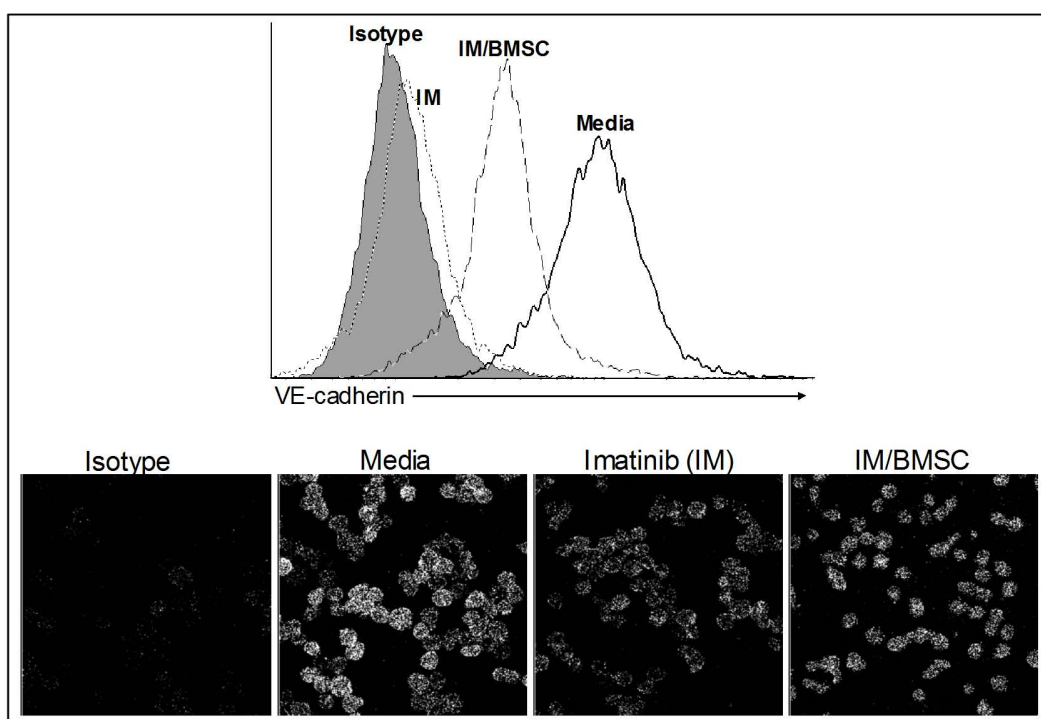 Isotype
IM/BMSC
IM
Media
VE-cadherin
Isotype Media Imatinib (IM) IM/BMSC